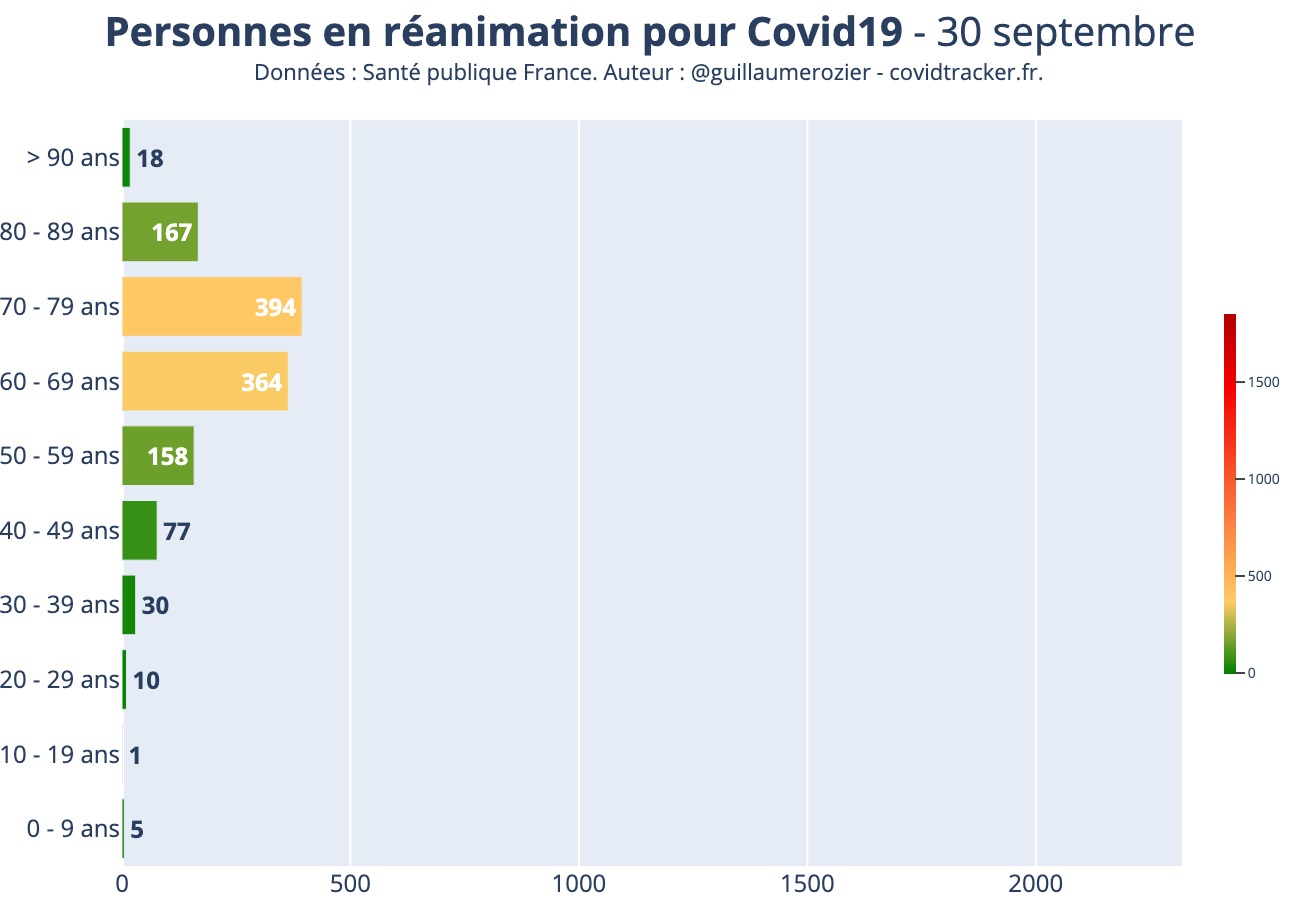 Personnes en réanimation pour Covid19 - 30 septembre
Données : Santé publique France. Auteur : @guillaumerozier - covidtracker.fr.
> 90 ans 18
80 - 89 ans 167
70 - 79 ans 394
60 - 69 ans 364
50 - 59 ans 158
40 - 49 ans 77
30 - 39 ans 30
20 - 29 ans 10
10 - 19 ans 1
0 - 9 ans 5
0 500 1000 1500 2000
1500
1000
500
0